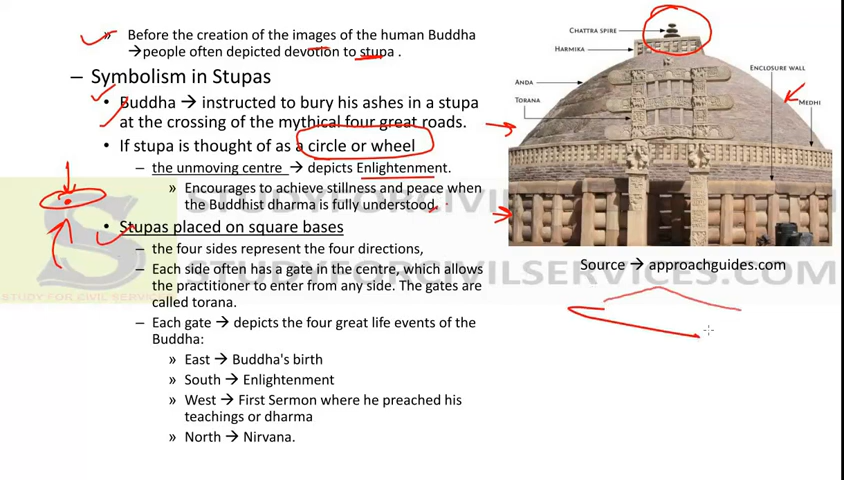 » Before the creation of the images of the human Buddha
→people often depicted devotion to stupa .
– Symbolism in Stupas
• Buddha → instructed to bury his ashes in a stupa
at the crossing of the mythical four great roads.
• If stupa is thought of as a circle or wheel
– the unmoving centre → depicts Enlightenment.
» Encourages to achieve stillness and peace when
the Buddhist dharma is fully understood. .
• Stupas placed on square bases
– the four sides represent the four directions,
– Each side often has a gate in the centre, which allows
the practitioner to enter from any side. The gates are
called torana.
– Each gate → depicts the four great life events of the
Buddha:
» East → Buddha's birth
» South → Enlightenment
» West → First Sermon where he preached his
teachings or dharma
» North → Nirvana.
CHATTRA SPIRE
HARMIKA
ENCLOSURE WALL
ANDA
TORANA
MEDHI
Source → approachguides.com
STUDYFORCIVILSERVICES.COM
STUDY FOR CIVIL SERVICES